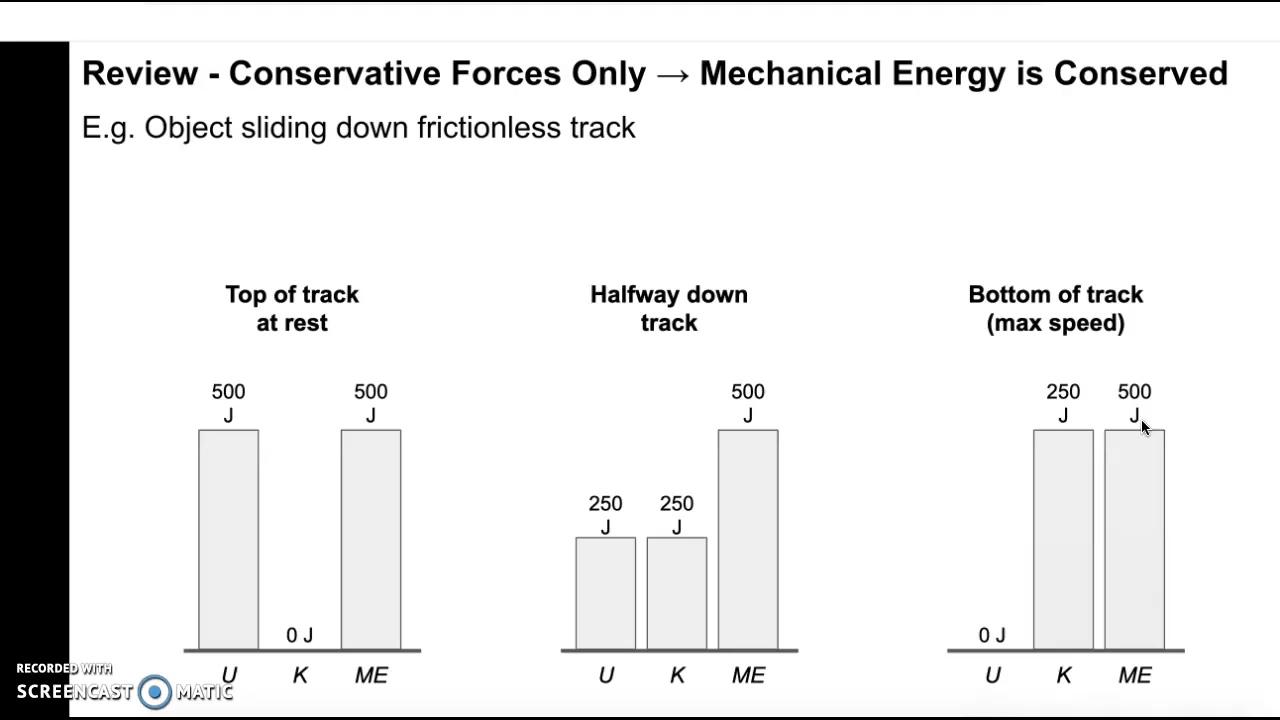 Review - Conservative Forces Only → Mechanical Energy is Conserved
E.g. Object sliding down frictionless track
Top of track
at rest
500
J
0 J
500
J
U K ME
Halfway down
track
250
J
250
J
500
J
U K ME
Bottom of track
(max speed)
0 J
250
J
500
J
U K ME
RECORDED WITH
SCREENCAST MATIC